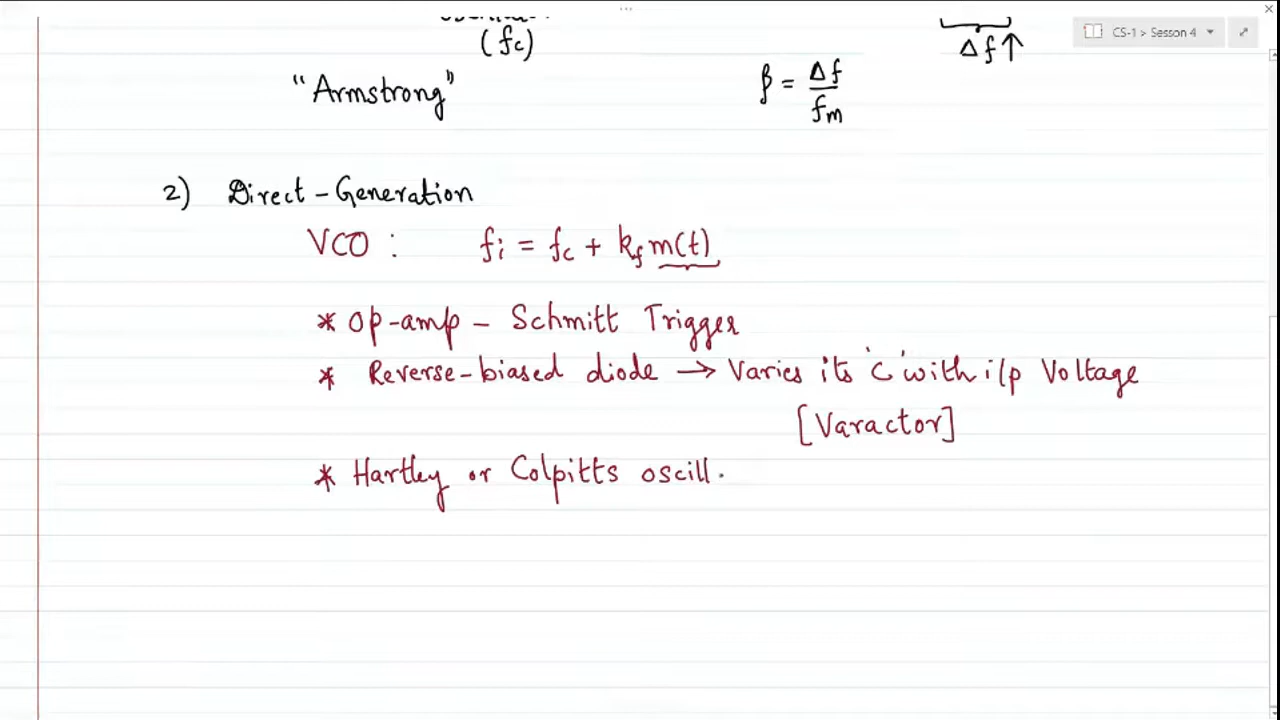 CS-1 > Sesson 4
(fc)
Δf↑
"Armstrong"
β = Δf / fm
2) Direct-Generation
VCO : fi = fc + kf m(t)
* Op-amp - Schmitt Trigger
* Reverse-biased diode → Varies its 'C' with i/p Voltage
[Varactor]
* Hartley or Colpitts oscill.